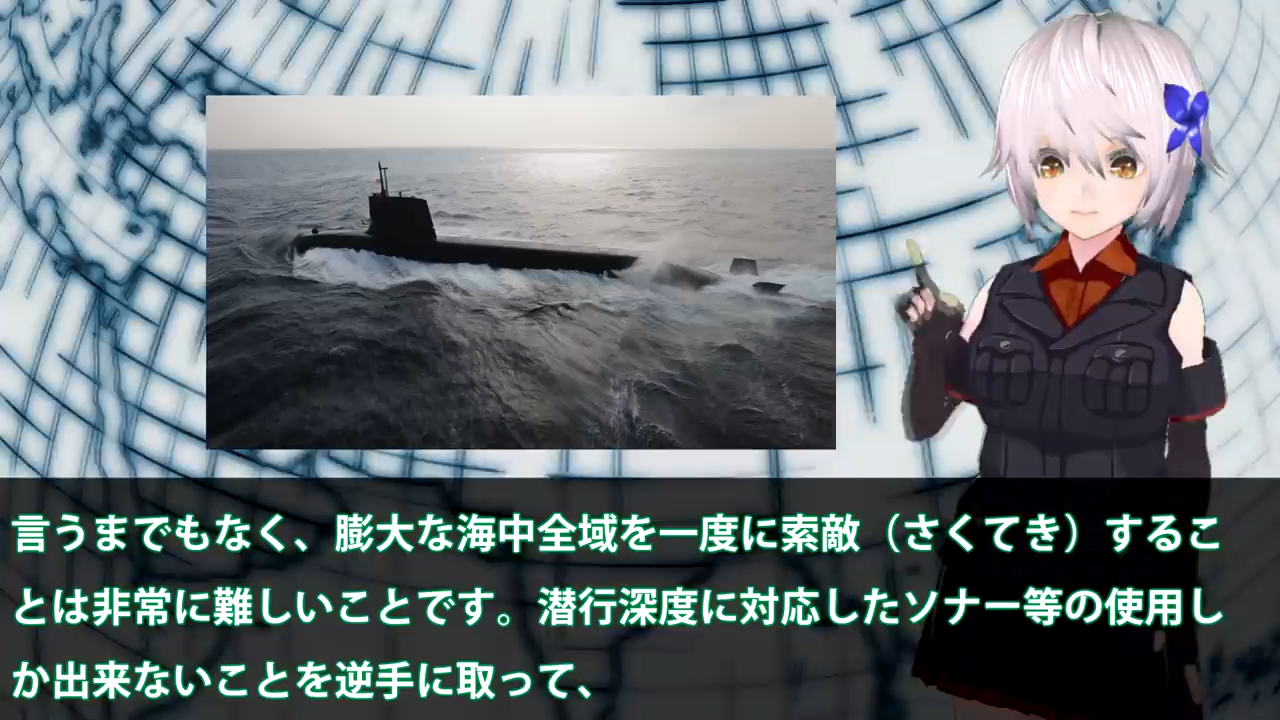 言うまでもなく、膨大な海中全域を一度に索敵（さくてき）するこ
とは非常に難しいことです。潜行深度に対応したソナー等の使用し
か出来ないことを逆手に取って、